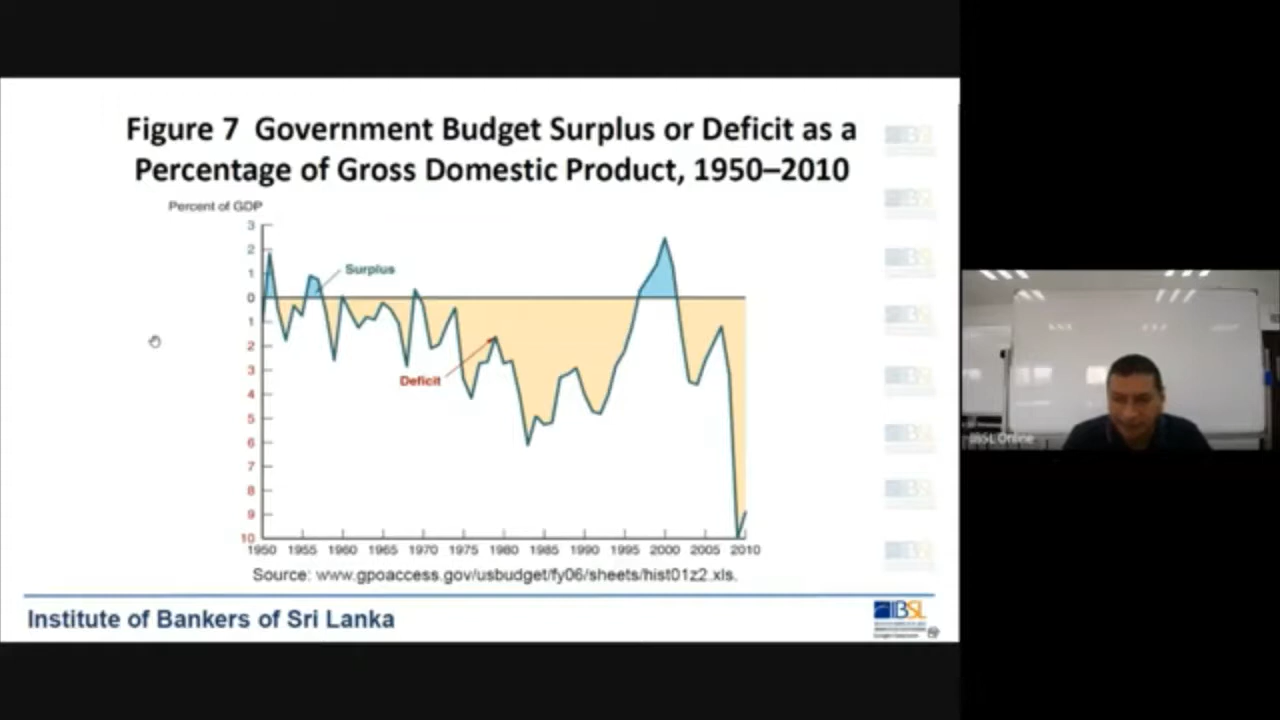 Figure 7 Government Budget Surplus or Deficit as a
Percentage of Gross Domestic Product, 1950–2010
Percent of GDP
3
2
1
0
1
2
3
4
5
6
7
8
9
10
Surplus
Deficit
1950 1955 1960 1965 1970 1975 1980 1985 1990 1995 2000 2005 2010
Source: www.gpoaccess.gov/usbudget/fy06/sheets/hist01z2.xls.
Institute of Bankers of Sri Lanka
IBSL
IBSL Online